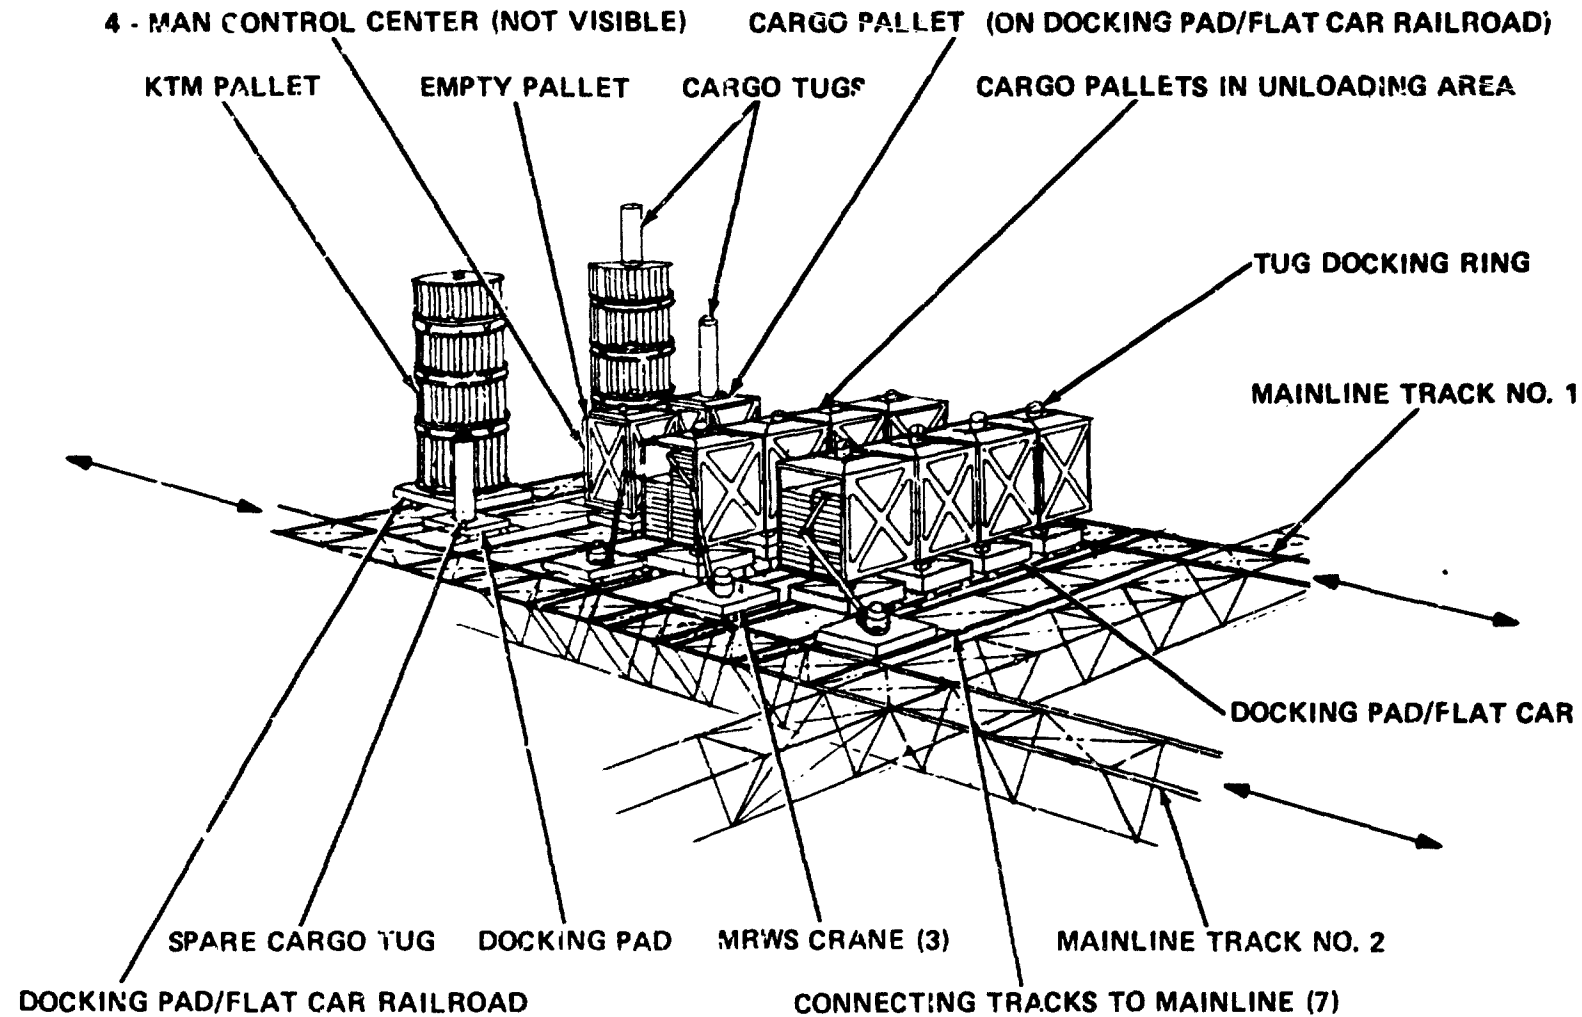 4 - MAN CONTROL CENTER (NOT VISIBLE)
CARGO PALLET (ON DOCKING PAD/FLAT CAR RAILROAD)
KTM PALLET
EMPTY PALLET
CARGO TUGS
CARGO PALLETS IN UNLOADING AREA
TUG DOCKING RING
MAINLINE TRACK NO. 1
DOCKING PAD/FLAT CAR
SPARE CARGO TUG
DOCKING PAD
MRWS CRANE (3)
MAINLINE TRACK NO. 2
DOCKING PAD/FLAT CAR RAILROAD
CONNECTING TRACKS TO MAINLINE (7)